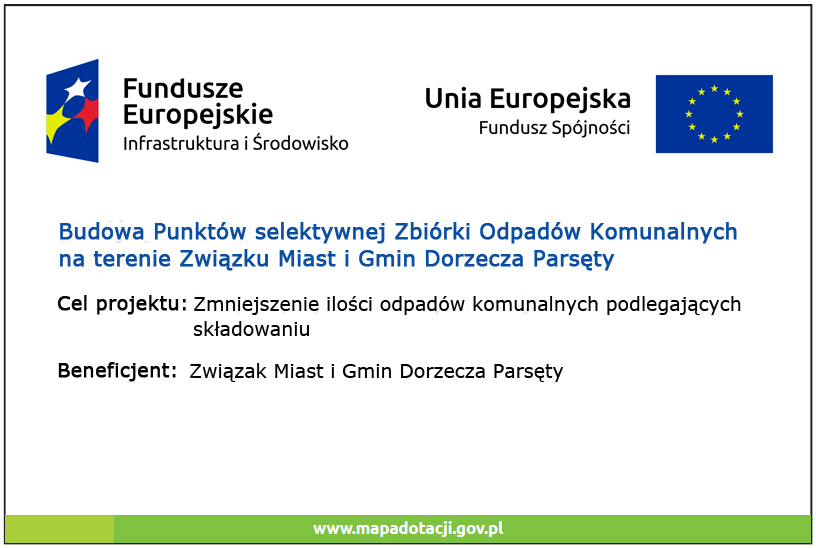 Fundusze
Europejskie
Infrastruktura i Środowisko
Unia Europejska
Fundusz Spójności
Budowa Punktów selektywnej Zbiórki Odpadów Komunalnych
na terenie Związku Miast i Gmin Dorzecza Parsęty
Cel projektu: Zmniejszenie ilości odpadów komunalnych podlegających
składowaniu
Beneficjent: Związak Miast i Gmin Dorzecza Parsęty
www.mapadotacji.gov.pl